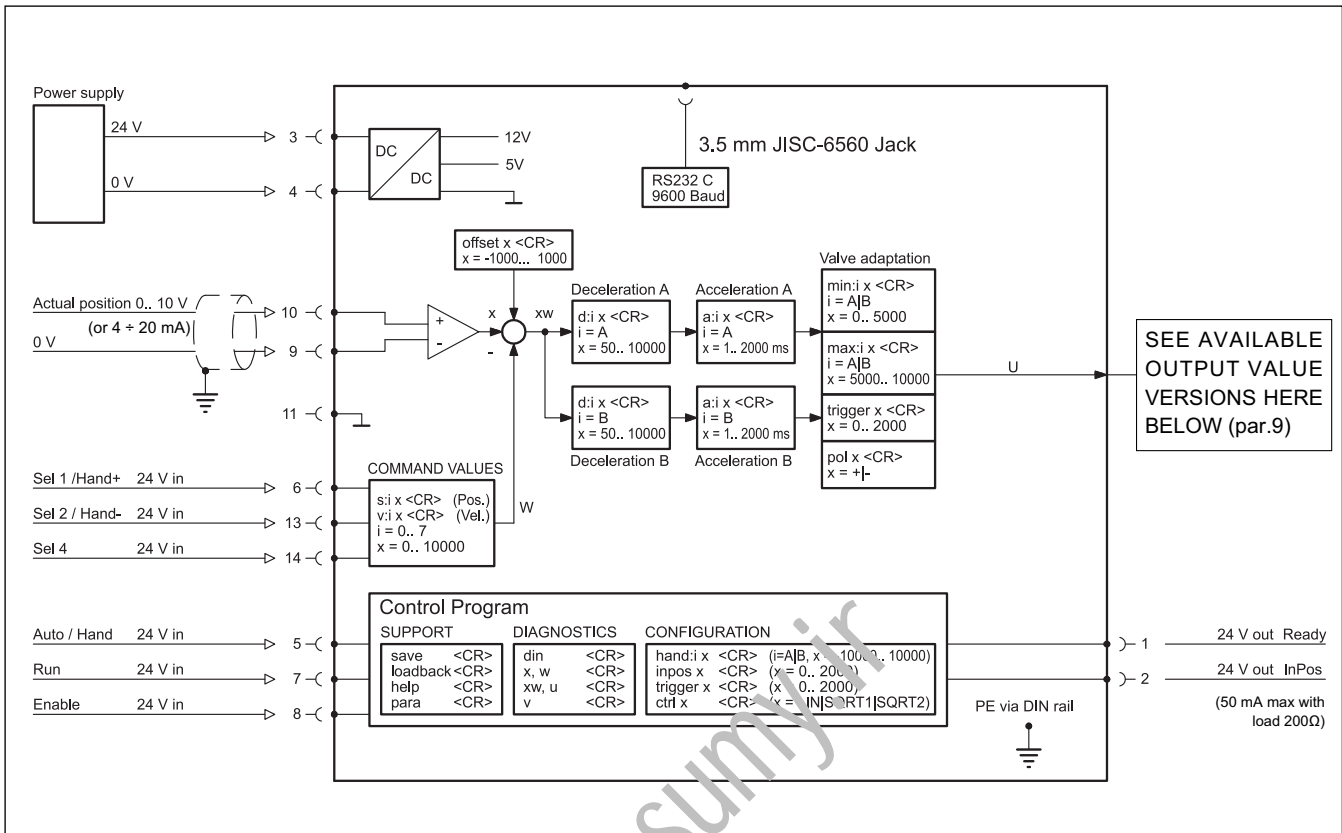 Power supply
24 V
3
0 V
4
DC
DC
12V
5V
3.5 mm JISC-6560 Jack
RS232 C
9600 Baud
offset x <CR>
x = -1000... 1000
Actual position 0.. 10 V
(or 4 ÷ 20 mA)
0 V
10
9
11
+
-
x
-
xw
Deceleration A
d:i x <CR>
i = A
x = 50.. 10000
Acceleration A
a:i x <CR>
i = A
x = 1.. 2000 ms
d:i x <CR>
i = B
x = 50.. 10000
Deceleration B
a:i x <CR>
i = B
x = 1.. 2000 ms
Acceleration B
Valve adaptation
min:i x <CR>
i = A|B
x = 0.. 5000
max:i x <CR>
i = A|B
x = 5000.. 10000
trigger x <CR>
x = 0.. 2000
pol x <CR>
x = +|-
U
SEE AVAILABLE
OUTPUT VALUE
VERSIONS HERE
BELOW (par.9)
Sel 1 /Hand+ 24 V in 6
Sel 2 / Hand- 24 V in 13
Sel 4 24 V in 14
COMMAND VALUES
s:i x <CR> (Pos.)
v:i x <CR> (Vel.)
i = 0.. 7
x = 0.. 10000
W
Auto / Hand 24 V in 5
Run 24 V in 7
Enable 24 V in 8
Control Program
SUPPORT
save <CR>
loadback <CR>
help <CR>
para <CR>
DIAGNOSTICS
din <CR>
x, w <CR>
xw, u <CR>
v <CR>
CONFIGURATION
hand:i x <CR> (i=A|B, x 10000)
inpos x <CR> (x = 0..
trigger x <CR> (x 0.. 2000)
ctrl x <CR> (x = |SQRT2)
1 24 V out Ready
2 24 V out InPos
(50 mA max with
load 200Ω)
PE via DIN rail
sumy.ir